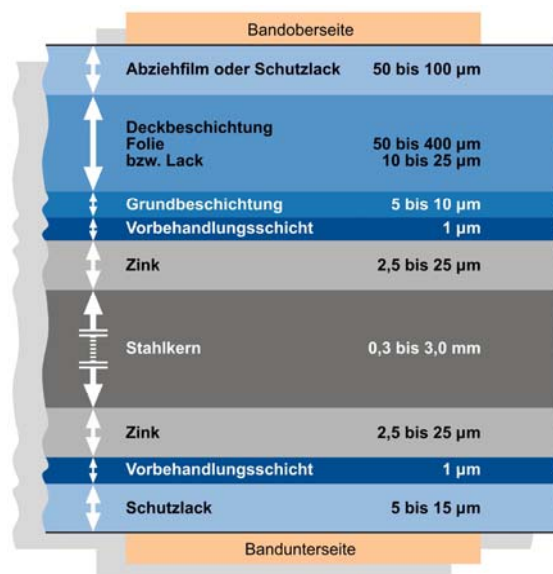 Bandoberseite
Abziehfilm oder Schutzlack 50 bis 100 µm
Deckbeschichtung
Folie 50 bis 400 µm
bzw. Lack 10 bis 25 µm
Grundbeschichtung 5 bis 10 µm
Vorbehandlungsschicht 1 µm
Zink 2,5 bis 25 µm
Stahlkern 0,3 bis 3,0 mm
Zink 2,5 bis 25 µm
Vorbehandlungsschicht 1 µm
Schutzlack 5 bis 15 µm
Bandunterseite